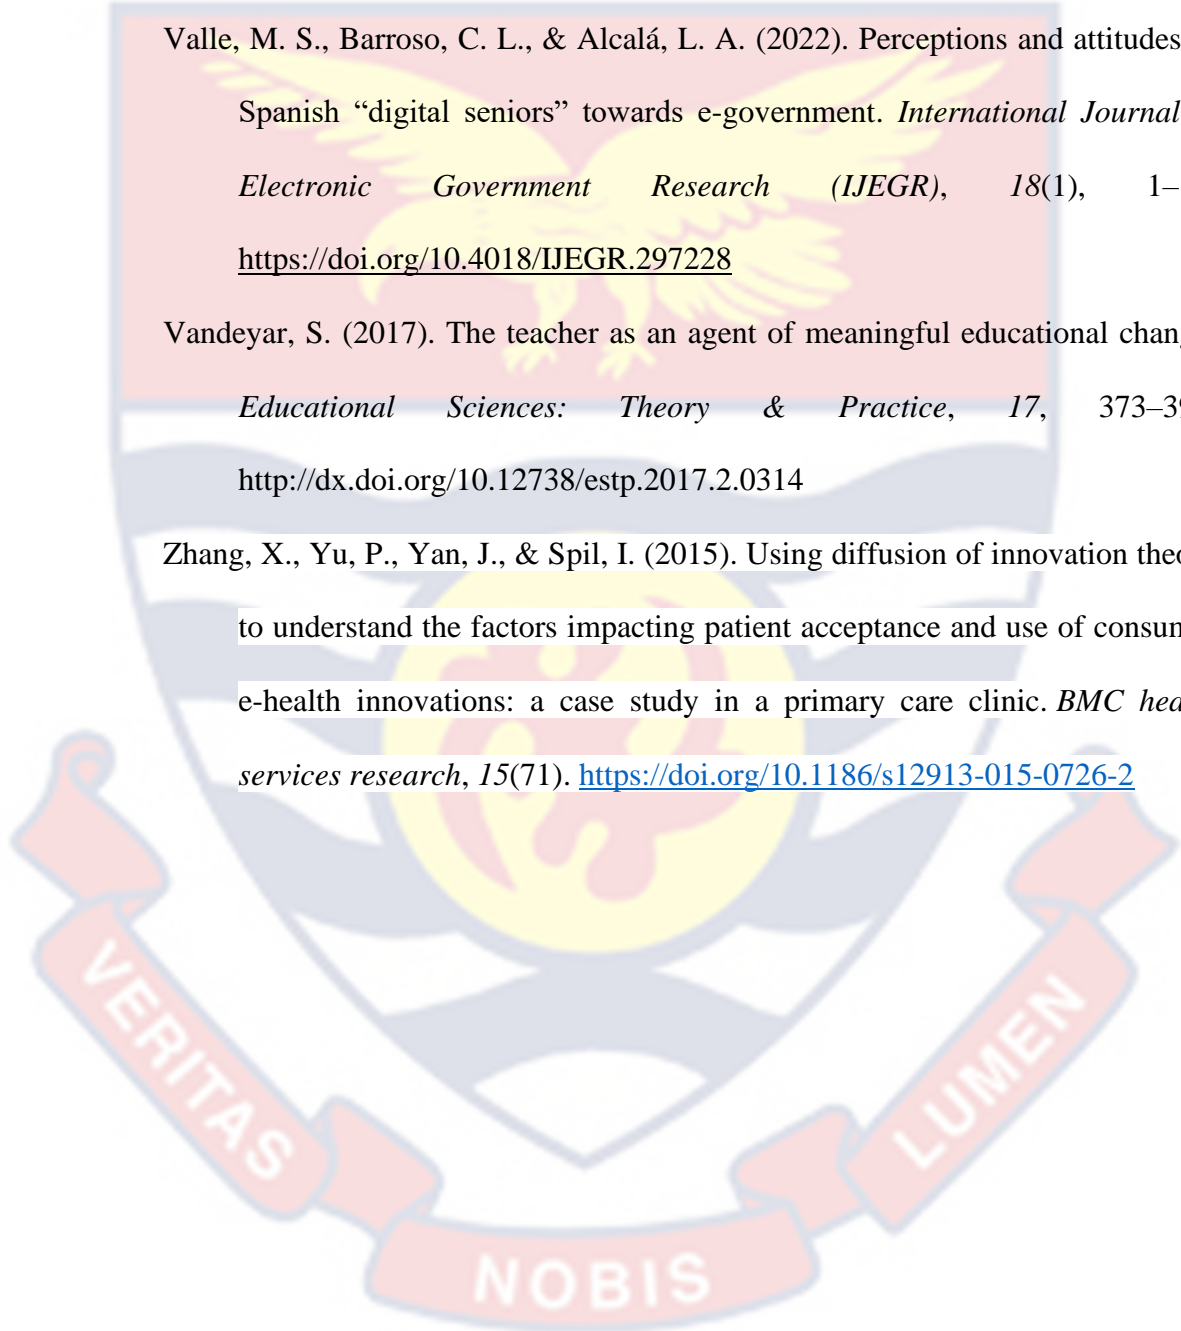 Valle, M. S., Barroso, C. L., & Alcalá, L. A. (2022). Perceptions and attitudes
Spanish “digital seniors” towards e-government. International Journal
Electronic Government Research (IJEGR), 18(1), 1–
https://doi.org/10.4018/IJEGR.297228
Vandeyar, S. (2017). The teacher as an agent of meaningful educational
Educational Sciences: Theory & Practice, 17, 373–
http://dx.doi.org/10.12738/estp.2017.2.0314
Zhang, X., Yu, P., Yan, J., & Spil, I. (2015). Using diffusion of innovation
to understand the factors impacting patient acceptance and use of
e-health innovations: a case study in a primary care clinic. BMC
services research, 15(71). https://doi.org/10.1186/s12913-015-0726-2
VERITAS
NOBIS
LUMEN